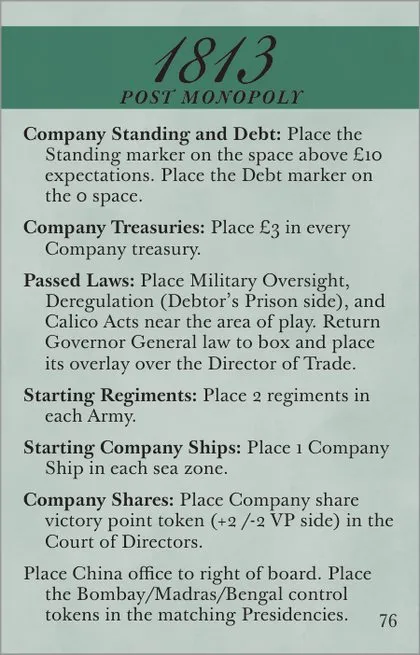 1813
POST MONOPOLY
Company Standing and Debt: Place the
Standing marker on the space above £10
expectations. Place the Debt marker on
the 0 space.
Company Treasuries: Place £3 in every
Company treasury.
Passed Laws: Place Military Oversight,
Deregulation (Debtor's Prison side), and
Calico Acts near the area of play. Return
Governor General law to box and place
its overlay over the Director of Trade.
Starting Regiments: Place 2 regiments in
each Army.
Starting Company Ships: Place 1 Company
Ship in each sea zone.
Company Shares: Place Company share
victory point token (+2 /-2 VP side) in the
Court of Directors.
Place China office to right of board. Place
the Bombay/Madras/Bengal control
tokens in the matching Presidencies.
76